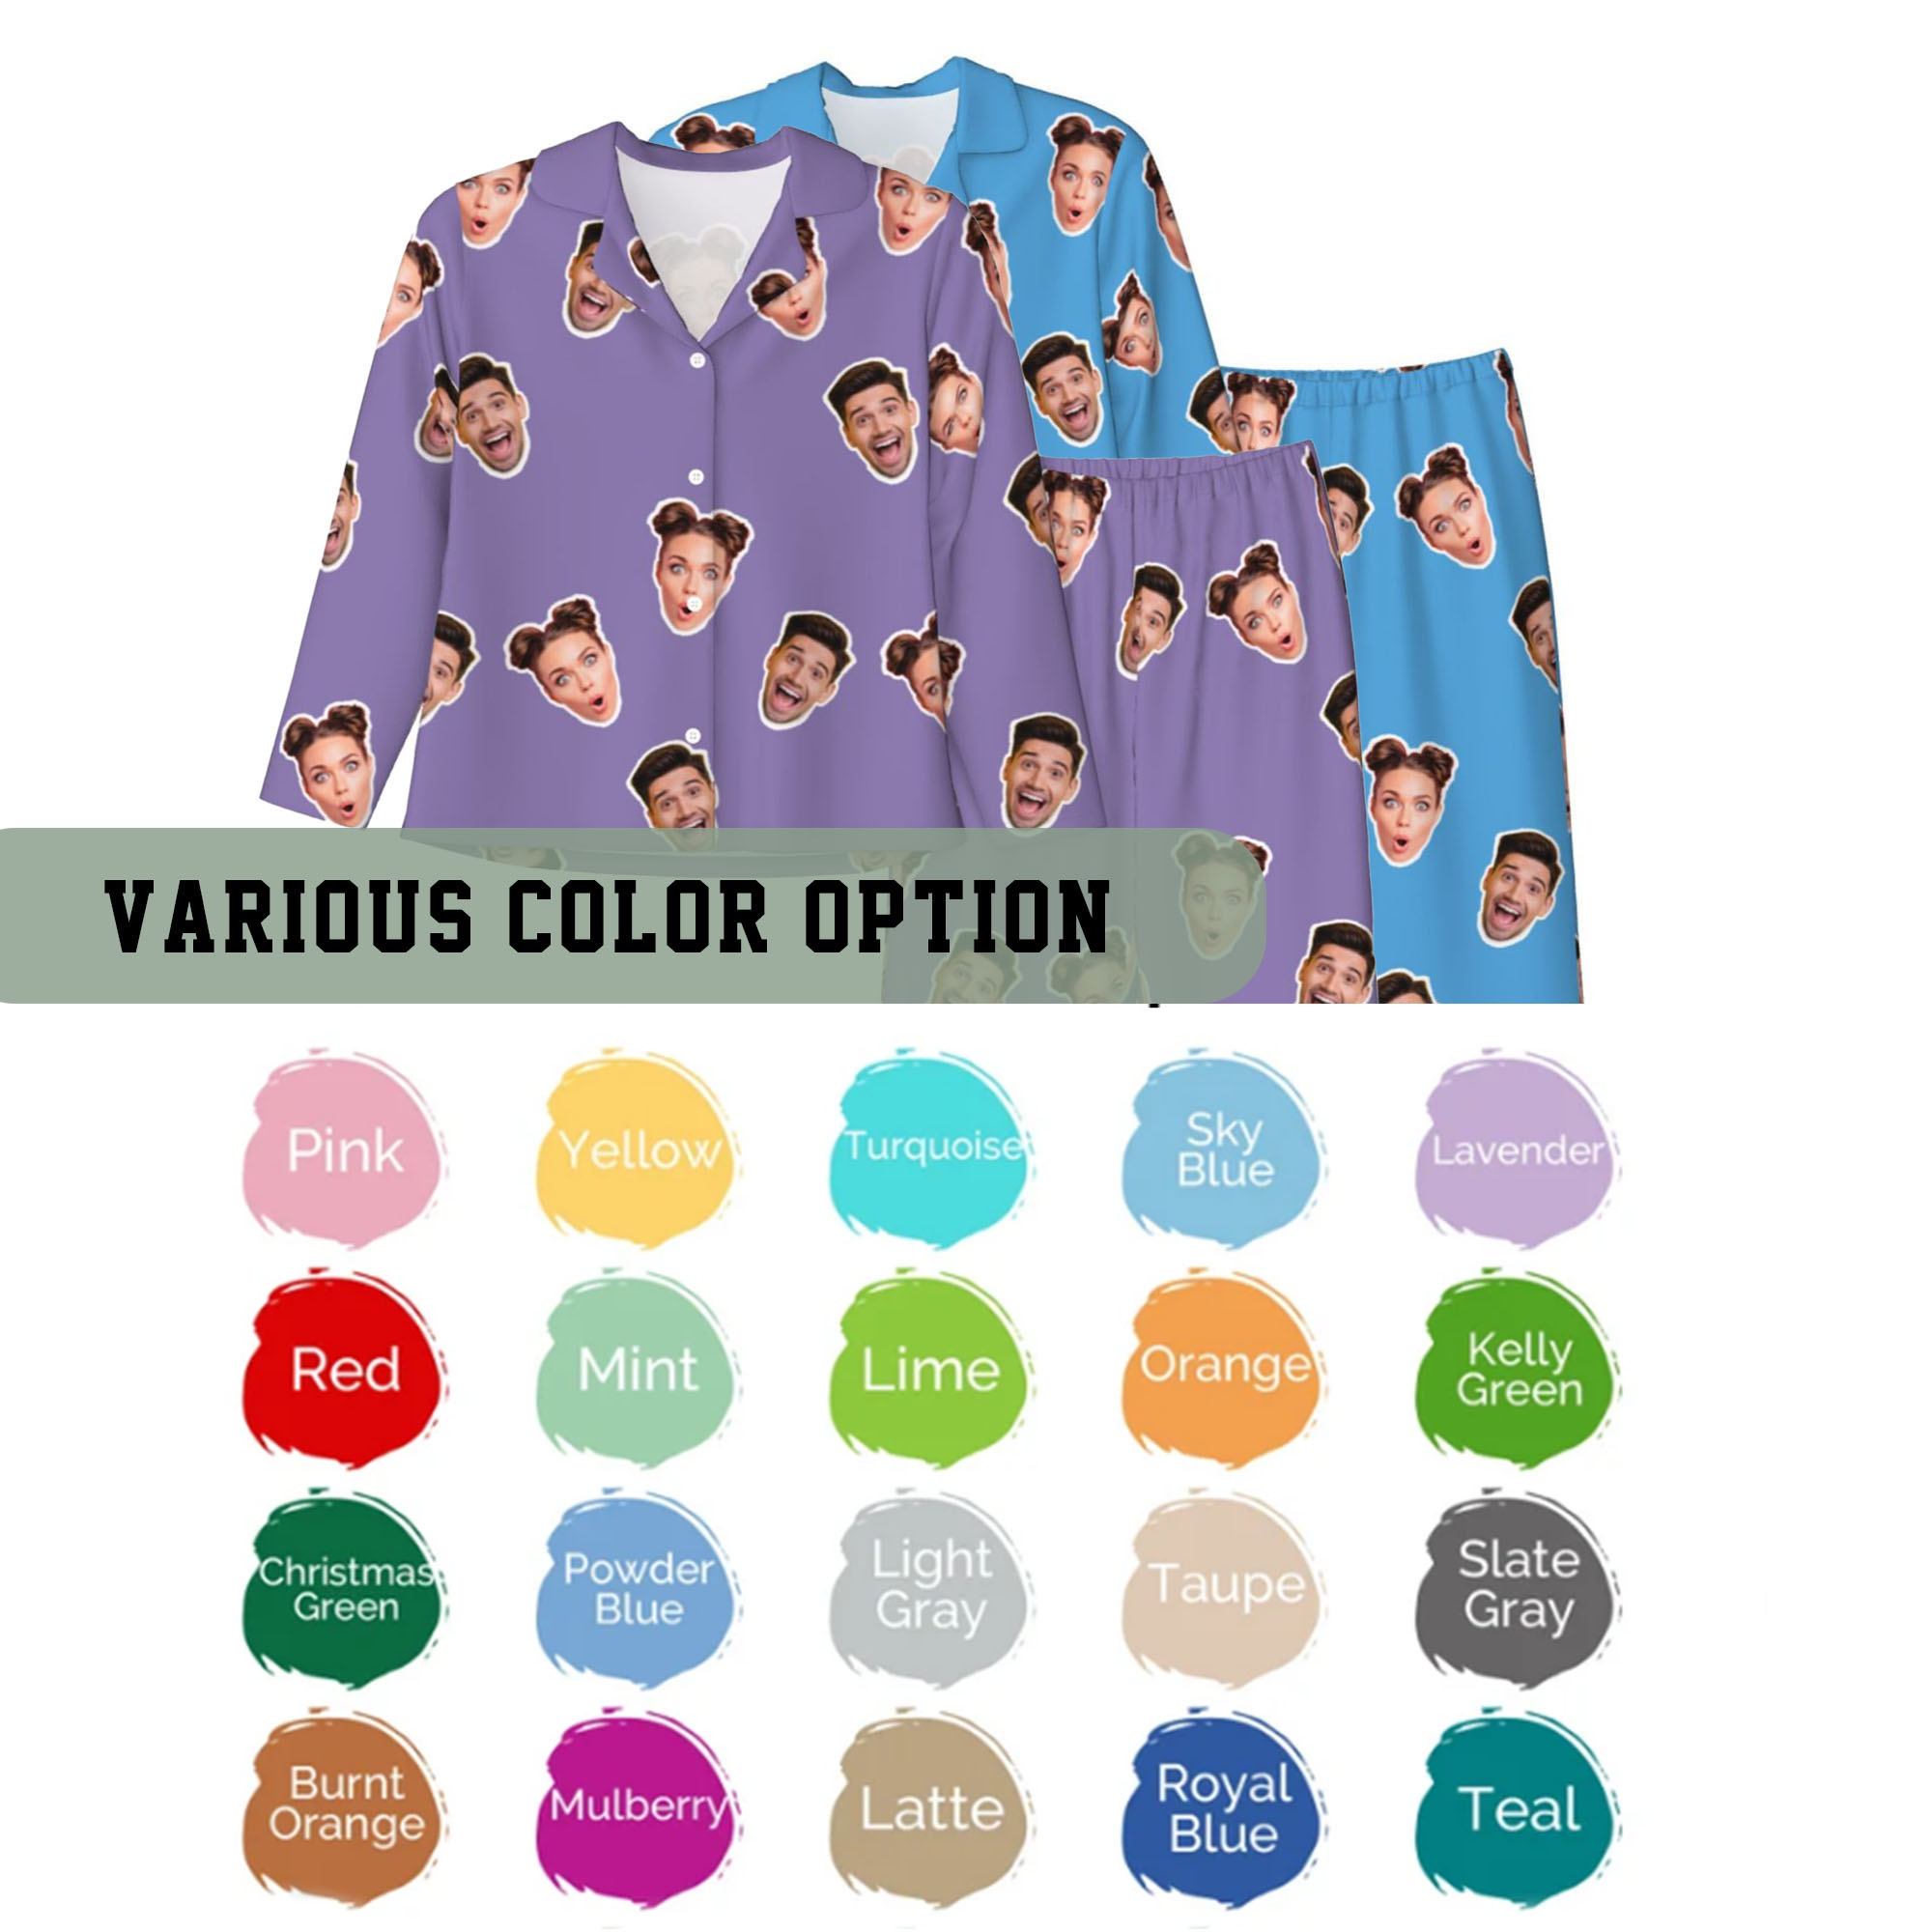 VARIOUS COLOR OPTION
Pink
Yellow
Turquoise
Sky
Blue
Lavender
Red
Mint
Lime
Orange
Kelly
Green
Christmas
Green
Powder
Blue
Light
Gray
Taupe
Slate
Gray
Burnt
Orange
Mulberry
Latte
Royal
Blue
Teal